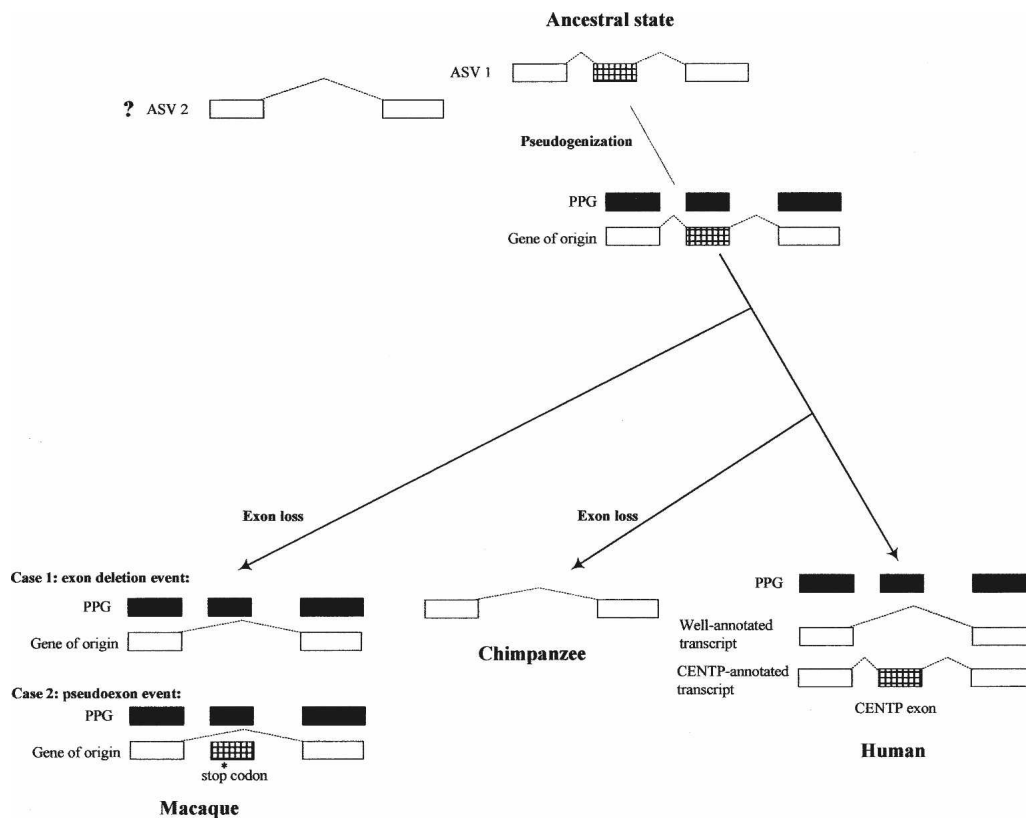 Ancestral state
ASV 1
? ASV 2
Pseudogenization
PPG
Gene of origin
Exon loss
Exon loss
Case 1: exon deletion event:
PPG
Gene of origin
Case 2: pseudoexon event:
PPG
Gene of origin
*
stop codon
Macaque
Chimpanzee
PPG
Well-annotated
transcript
CENTP-annotated
transcript
CENTP exon
Human